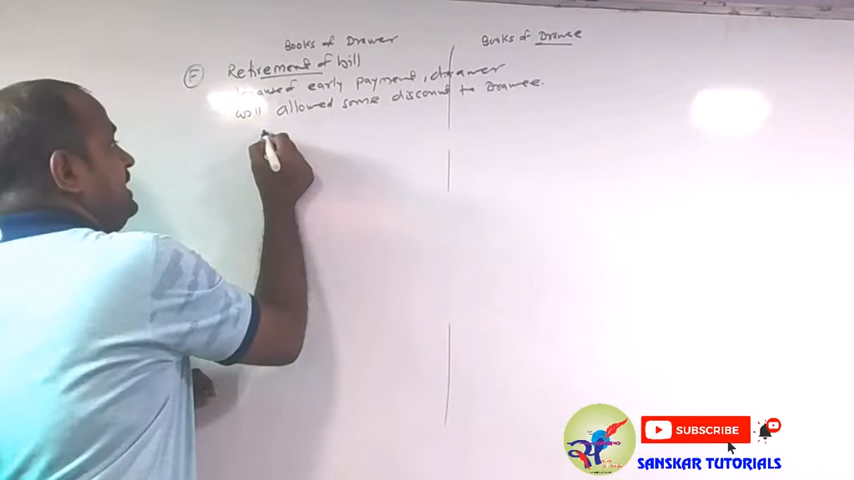 Books of Drawer
Books of Drawee
F Retirement of bill
of early payment, drawer
will allowed some discount to Drawee.
SUBSCRIBE
SANSKAR TUTORIALS